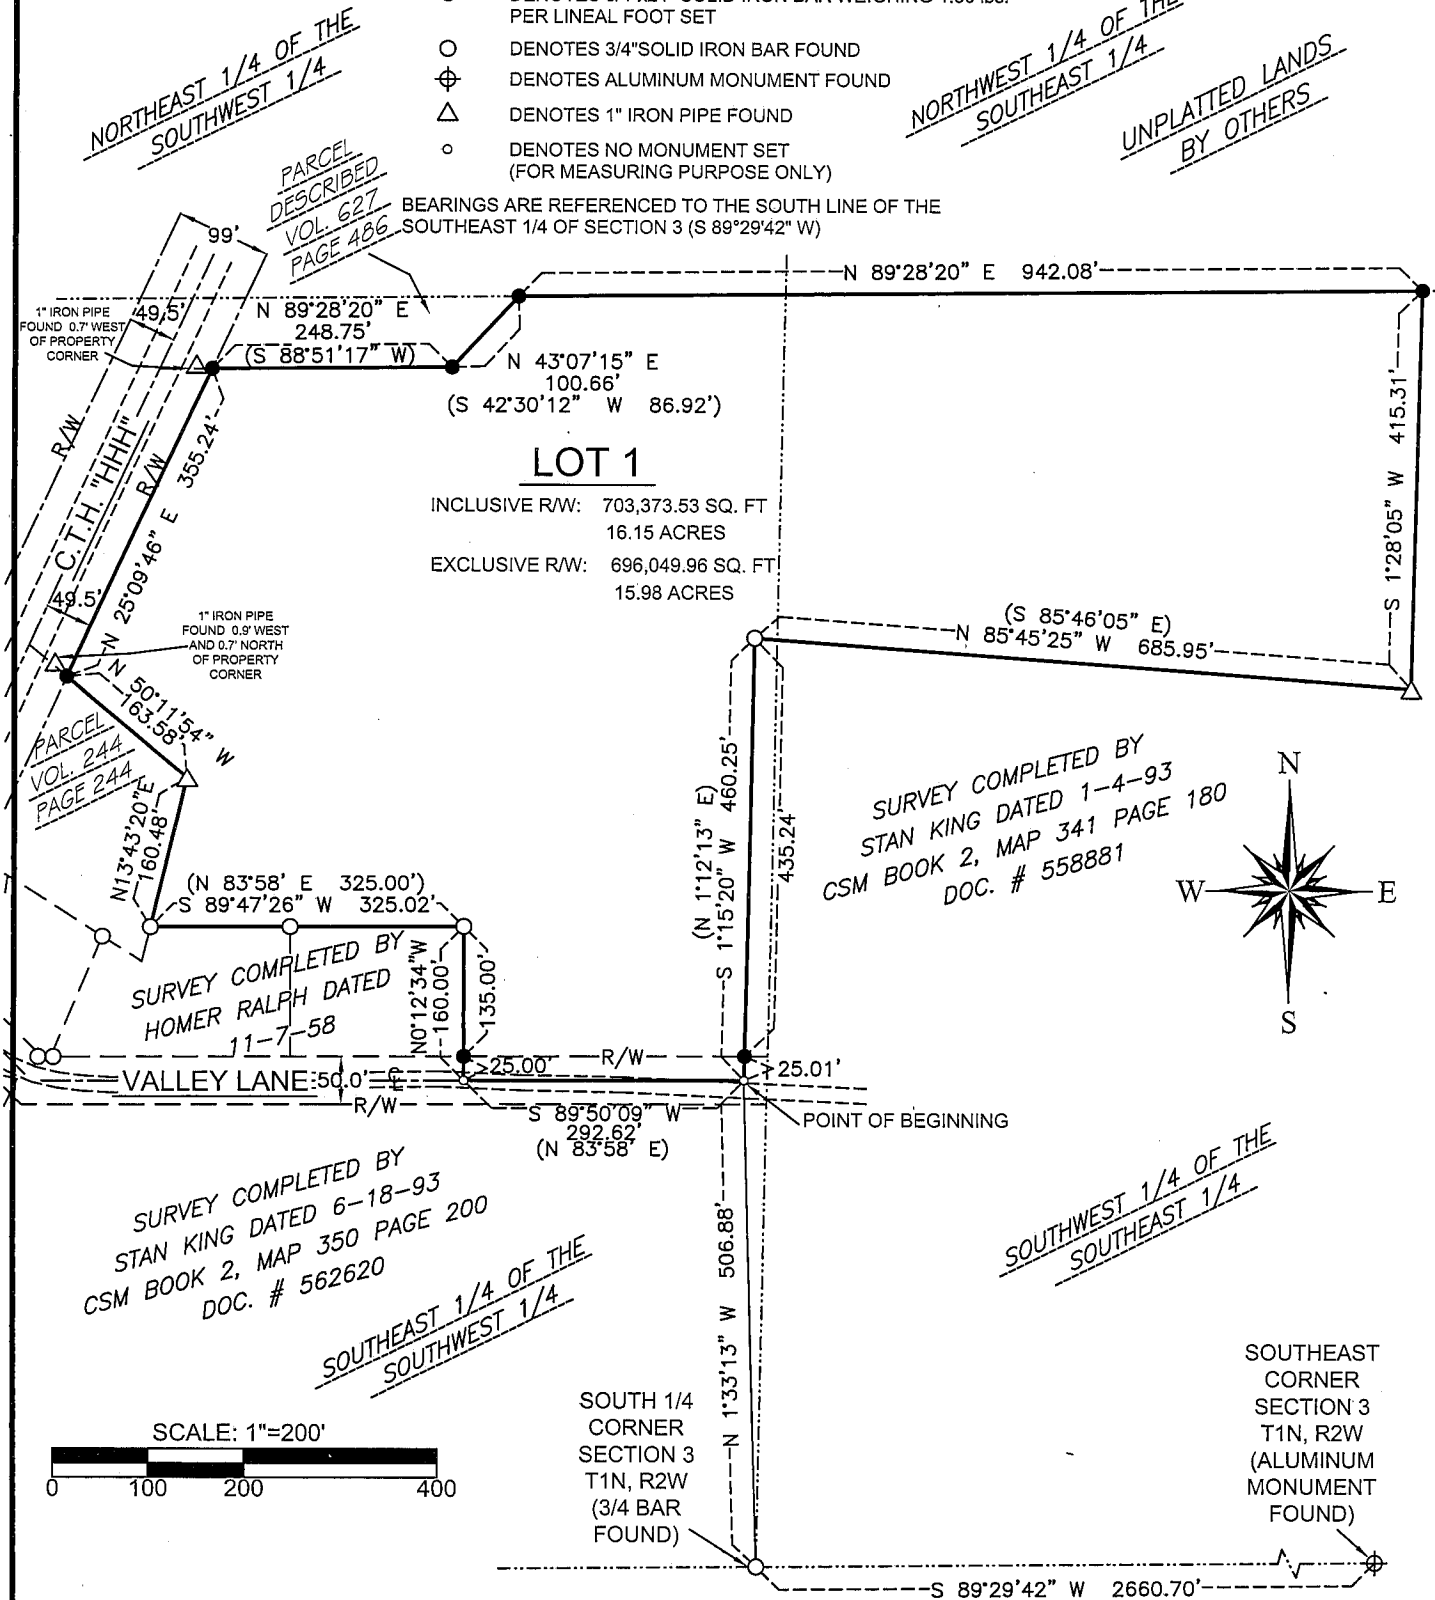 PER LINEAL FOOT SET
DENOTES 3/4"SOLID IRON BAR FOUND
DENOTES ALUMINUM MONUMENT FOUND
DENOTES 1" IRON PIPE FOUND
DENOTES NO MONUMENT SET
(FOR MEASURING PURPOSE ONLY)
BEARINGS ARE REFERENCED TO THE SOUTH LINE OF THE
SOUTHEAST 1/4 OF SECTION 3 (S 89°29'42" W)
NORTHEAST 1/4 OF THE
SOUTHWEST 1/4
NORTHWEST 1/4 OF THE
SOUTHEAST 1/4
UNPLATTED LANDS
BY OTHERS
PARCEL
DESCRIBED
VOL. 627
PAGE 486
99'
N 89°28'20" E 942.08'
1" IRON PIPE
FOUND 0.7' WEST
OF PROPERTY
CORNER
49.5'
N 89°28'20" E
248.75'
(S 88°51'17" W)
N 43°07'15" E
100.66'
(S 42°30'12" W 86.92')
S 1°28'05" W 415.31'
R/W
C.T.H. "HHH"
R/W
N 25°09'46" E 355.24'
LOT 1
INCLUSIVE R/W: 703,373.53 SQ. FT
16.15 ACRES
EXCLUSIVE R/W: 696,049.96 SQ. FT
15.98 ACRES
49.5'
1" IRON PIPE
FOUND 0.9' WEST
AND 0.7' NORTH
OF PROPERTY
CORNER
(S 85°46'05" E)
N 85°45'25" W 685.95'
N 50°11'54" W
163.58'
PARCEL
VOL. 244
PAGE 244
N13°43'20"E
160.48'
(N 1°12'13" E)
S 1°15'20" W 460.25'
435.24'
SURVEY COMPLETED BY
STAN KING DATED 1-4-93
CSM BOOK 2, MAP 341 PAGE 180
DOC. # 558881
N
W
E
S
(N 83°58' E 325.00')
S 89°47'26" W 325.02'
SURVEY COMPLETED BY
HOMER RALPH DATED
11-7-58
N0°12'34"W
160.00'
135.00'
25.00'
R/W
25.01'
VALLEY LANE
50.0'
R/W
S 89°50'09" W
292.62'
(N 83°58' E)
POINT OF BEGINNING
SURVEY COMPLETED BY
STAN KING DATED 6-18-93
CSM BOOK 2, MAP 350 PAGE 200
DOC. # 562620
SOUTHEAST 1/4 OF THE
SOUTHWEST 1/4
N 1°33'13" W 506.88'
SOUTHWEST 1/4 OF THE
SOUTHEAST 1/4
SCALE: 1"=200'
0 100 200 400
SOUTH 1/4
CORNER
SECTION 3
T1N, R2W
(3/4 BAR
FOUND)
SOUTHEAST
CORNER
SECTION 3
T1N, R2W
(ALUMINUM
MONUMENT
FOUND)
S 89°29'42" W 2660.70'